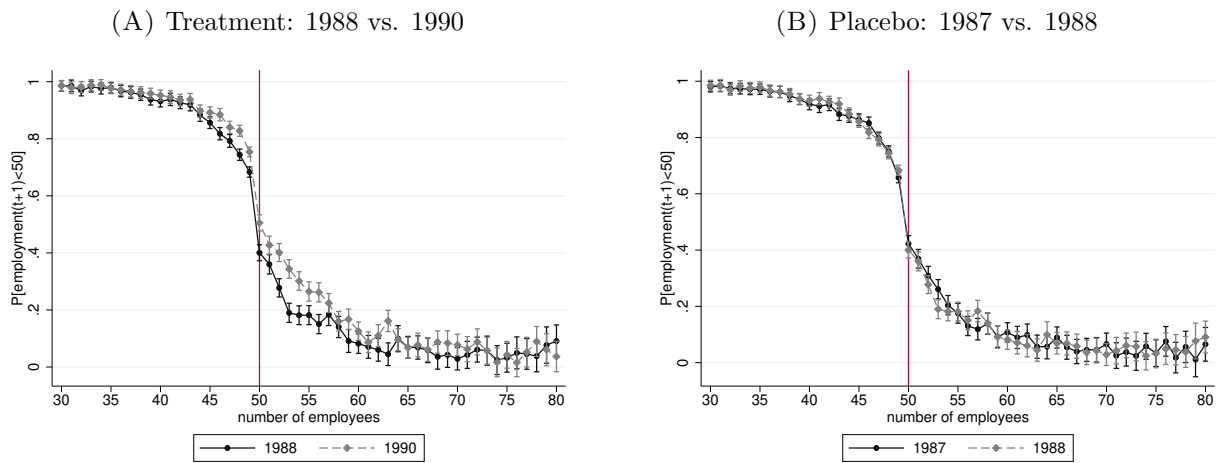 (A) Treatment: 1988 vs. 1990
P[employment(t+1)<50]
1
.8
.6
.4
.2
0
30 35 40 45 50 55 60 65 70 75 80
number of employees
1988 1990
(B) Placebo: 1987 vs. 1988
P[employment(t+1)<50]
1
.8
.6
.4
.2
0
30 35 40 45 50 55 60 65 70 75 80
number of employees
1987 1988